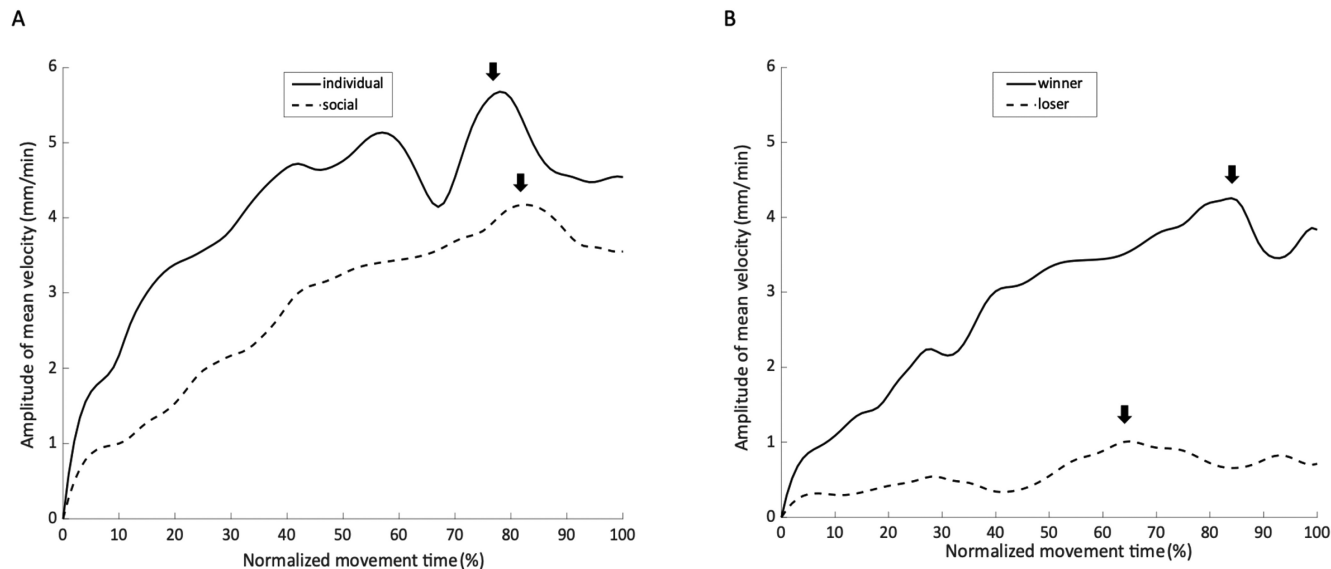 A
6
5
4
3
2
1
0
Amplitude of mean velocity (mm/min)
individual
social
0 10 20 30 40 50 60 70 80 90 100
Normalized movement time (%)
B
6
5
4
3
2
1
0
Amplitude of mean velocity (mm/min)
winner
loser
0 10 20 30 40 50 60 70 80 90 100
Normalized movement time (%)